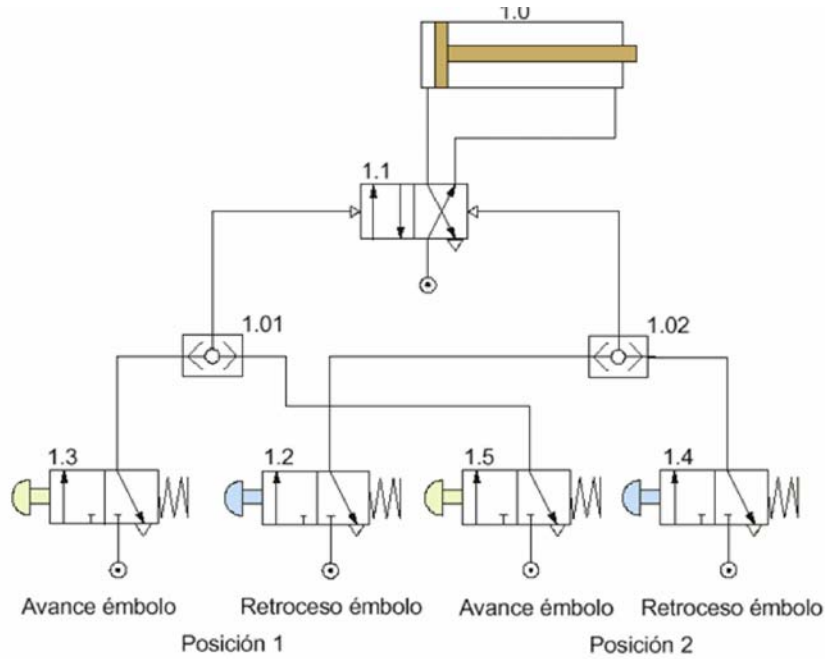 1.0
1.1
1.01
1.02
1.3
1.2
1.5
1.4
Avance émbolo
Retroceso émbolo
Avance émbolo
Retroceso émbolo
Posición 1
Posición 2